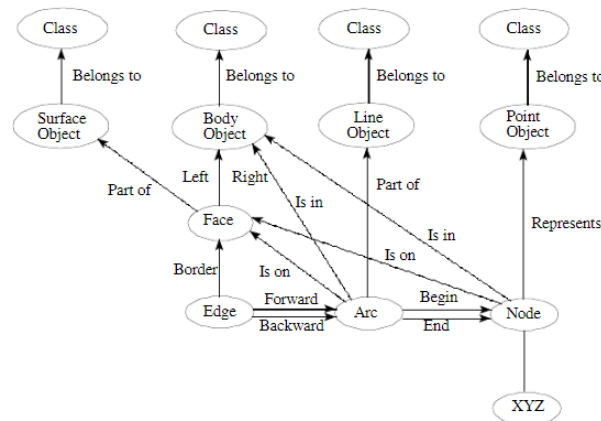 Class
Class
Class
Class
Belongs to
Belongs to
Belongs to
Belongs to
Surface
Object
Body
Object
Line
Object
Point
Object
Part of
Left
Right
Part of
Is in
Is in
Represents
Face
Border
Is on
Is on
Edge
Forward
Backward
Arc
Begin
End
Node
XYZ